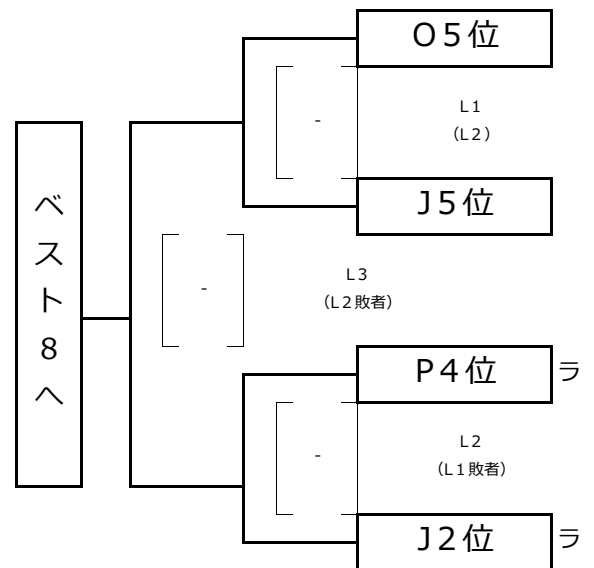 O5位
-
L1
（L2）
J5位
ベスト8へ
-
L3
（L2敗者）
P4位 ラ
-
L2
（L1敗者）
J2位 ラ